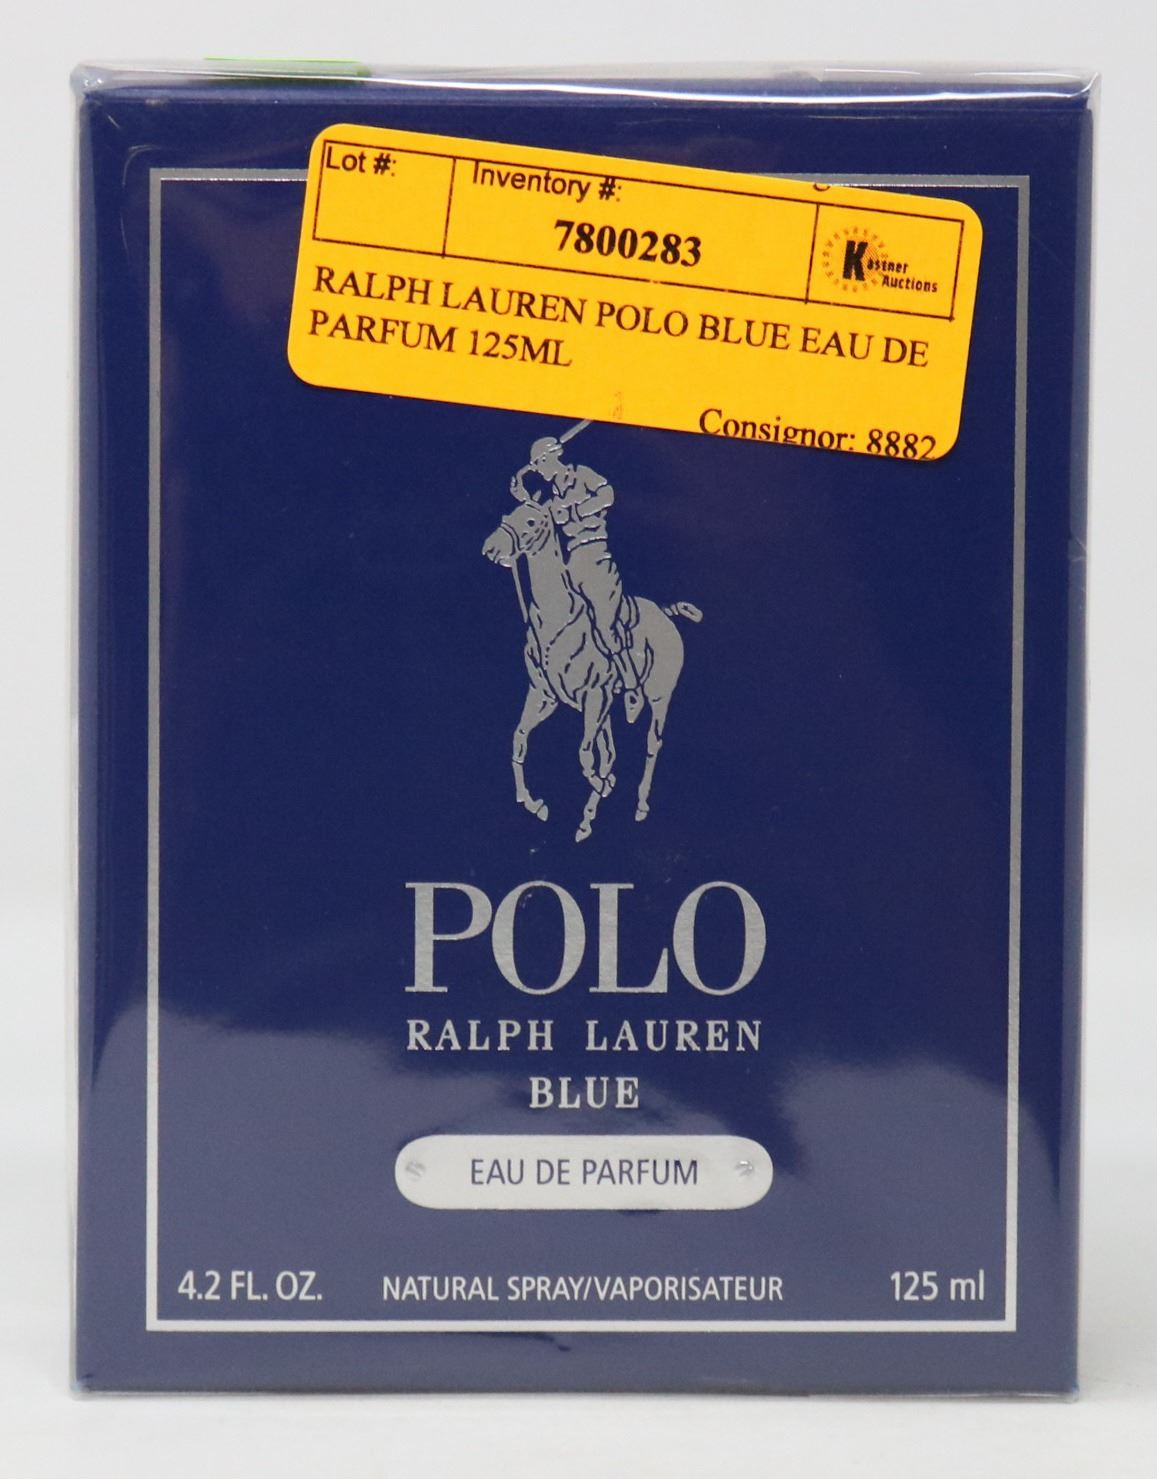 Lot #:
Inventory #:
7800283
Kastner
Auctions
RALPH LAUREN POLO BLUE EAU DE
PARFUM 125ML
Consignor: 8882
POLO
RALPH LAUREN
BLUE
EAU DE PARFUM
4.2 FL. OZ. NATURAL SPRAY/VAPORISATEUR 125 ml